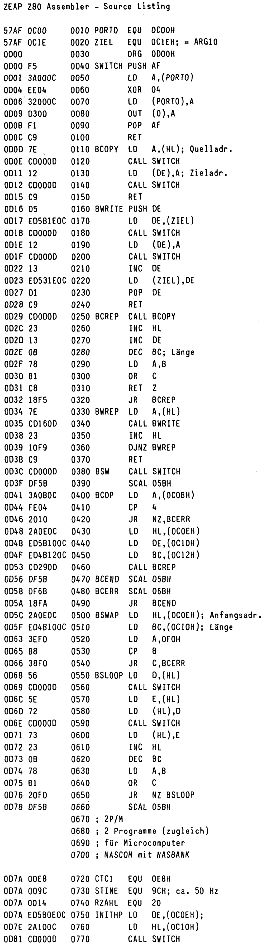 2EAP Z80 Assembler - Source Listing
57AF 0C00 0010 PORTO EQU 0C00H
57AF 0C1E 0020 ZIEL EQU 0C1EH; = ARG10
0D00 0030 ORG 0D00H
0D00 F5 0040 SWITCH PUSH AF
0D01 3A000C 0050 LD A,(PORTO)
0D04 EE04 0060 XOR 04
0D06 32000C 0070 LD (PORTO),A
0D09 D300 0080 OUT (0),A
0D0B F1 0090 POP AF
0D0C C9 0100 RET
0D0D 7E 0110 BCOPY LD A,(HL); Quelladr.
0D0E CD000D 0120 CALL SWITCH
0D11 12 0130 LD (DE),A; Zieladr.
0D12 CD000D 0140 CALL SWITCH
0D15 C9 0150 RET
0D16 D5 0160 BWRITE PUSH DE
0D17 ED5B1E0C 0170 LD DE,(ZIEL)
0D1B CD000D 0180 CALL SWITCH
0D1E 12 0190 LD (DE),A
0D1F CD000D 0200 CALL SWITCH
0D22 13 0210 INC DE
0D23 ED531E0C 0220 LD (ZIEL),DE
0D27 D1 0230 POP DE
0D28 C9 0240 RET
0D29 CD0D0D 0250 BCREP CALL BCOPY
0D2C 23 0260 INC HL
0D2D 13 0270 INC DE
0D2E 0B 0280 DEC BC; Länge
0D2F 78 0290 LD A,B
0D30 B1 0300 OR C
0D31 C8 0310 RET Z
0D32 18F5 0320 JR BCREP
0D34 7E 0330 BWREP LD A,(HL)
0D35 CD160D 0340 CALL BWRITE
0D38 23 0350 INC HL
0D39 10F9 0360 DJNZ BWREP
0D3B C9 0370 RET
0D3C CD000D 0380 BSW CALL SWITCH
0D3F DF5B 0390 SCAL 05BH
0D41 3A0B0C 0400 BCOP LD A,(0C0BH)
0D44 FE04 0410 CP 4
0D46 2010 0420 JR NZ,BCERR
0D48 2A0E0C 0430 LD HL,(0C0EH)
0D4B ED5B100C 0440 LD DE,(0C10H)
0D4F ED4B120C 0450 LD BC,(0C12H)
0D53 CD290D 0460 CALL BCREP
0D56 DF5B 0470 BCEND SCAL 05BH
0D58 DF6B 0480 BCERR SCAL 06BH
0D5A 18FA 0490 JR BCEND
0D5C 2A0E0C 0500 BSWAP LD HL,(0C0EH); Anfangsadr.
0D5F ED4B100C 0510 LD BC,(0C10H); Länge
0D63 3EF0 0520 LD A,0F0H
0D65 B8 0530 CP B
0D66 38F0 0540 JR C,BCERR
0D68 56 0550 BSLOOP LD D,(HL)
0D69 CD000D 0560 CALL SWITCH
0D6C 5E 0570 LD E,(HL)
0D6D 72 0580 LD (HL),D
0D6E CD000D 0590 CALL SWITCH
0D71 73 0600 LD (HL),E
0D72 23 0610 INC HL
0D73 0B 0620 DEC BC
0D74 78 0630 LD A,B
0D75 B1 0640 OR C
0D76 20F0 0650 JR NZ BSLOOP
0D78 DF5B 0660 SCAL 05BH
0670 ; 2P/M
0680 ; 2 Programme (zugleich)
0690 ; für Microcomputer
0700 ; NASCOM mit NASBANK
0D7A 00E8 0720 CTC1 EQU 0E8H
0D7A 009C 0730 STINE EQU 9CH; ca. 50 Hz
0D7A 0014 0740 RZAHL EQU 20
0D7A ED5B0E0C 0750 INITHP LD DE,(0C0EH);
0D7E 2A100C 0760 LD HL,(0C10H)
0D81 CD000D 0770 CALL SWITCH